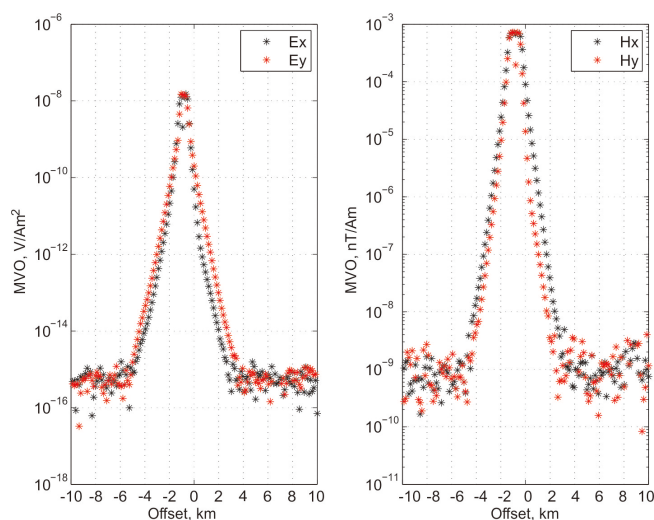 10⁻⁶
10⁻⁸
10⁻¹⁰
10⁻¹²
10⁻¹⁴
10⁻¹⁶
10⁻¹⁸
MVO, V/Am²
Ex
Ey
-10 -8 -6 -4 -2 0 2 4 6 8 10
Offset, km
10⁻³
10⁻⁴
10⁻⁵
10⁻⁶
10⁻⁷
10⁻⁸
10⁻⁹
10⁻¹⁰
10⁻¹¹
MVO, nT/Am
Hx
Hy
-10 -8 -6 -4 -2 0 2 4 6 8 10
Offset, km